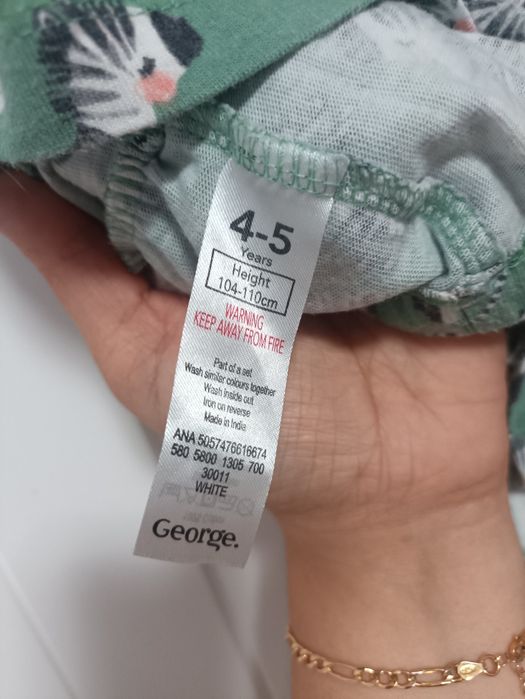 4-5
Years
Height
104-110cm
WARNING
KEEP AWAY FROM FIRE
Part of a set
Wash similar colours together
Wash inside out
Iron on reverse
Made in India
ANA 5057476616674
580 5800 1305 700
30011
WHITE
George.